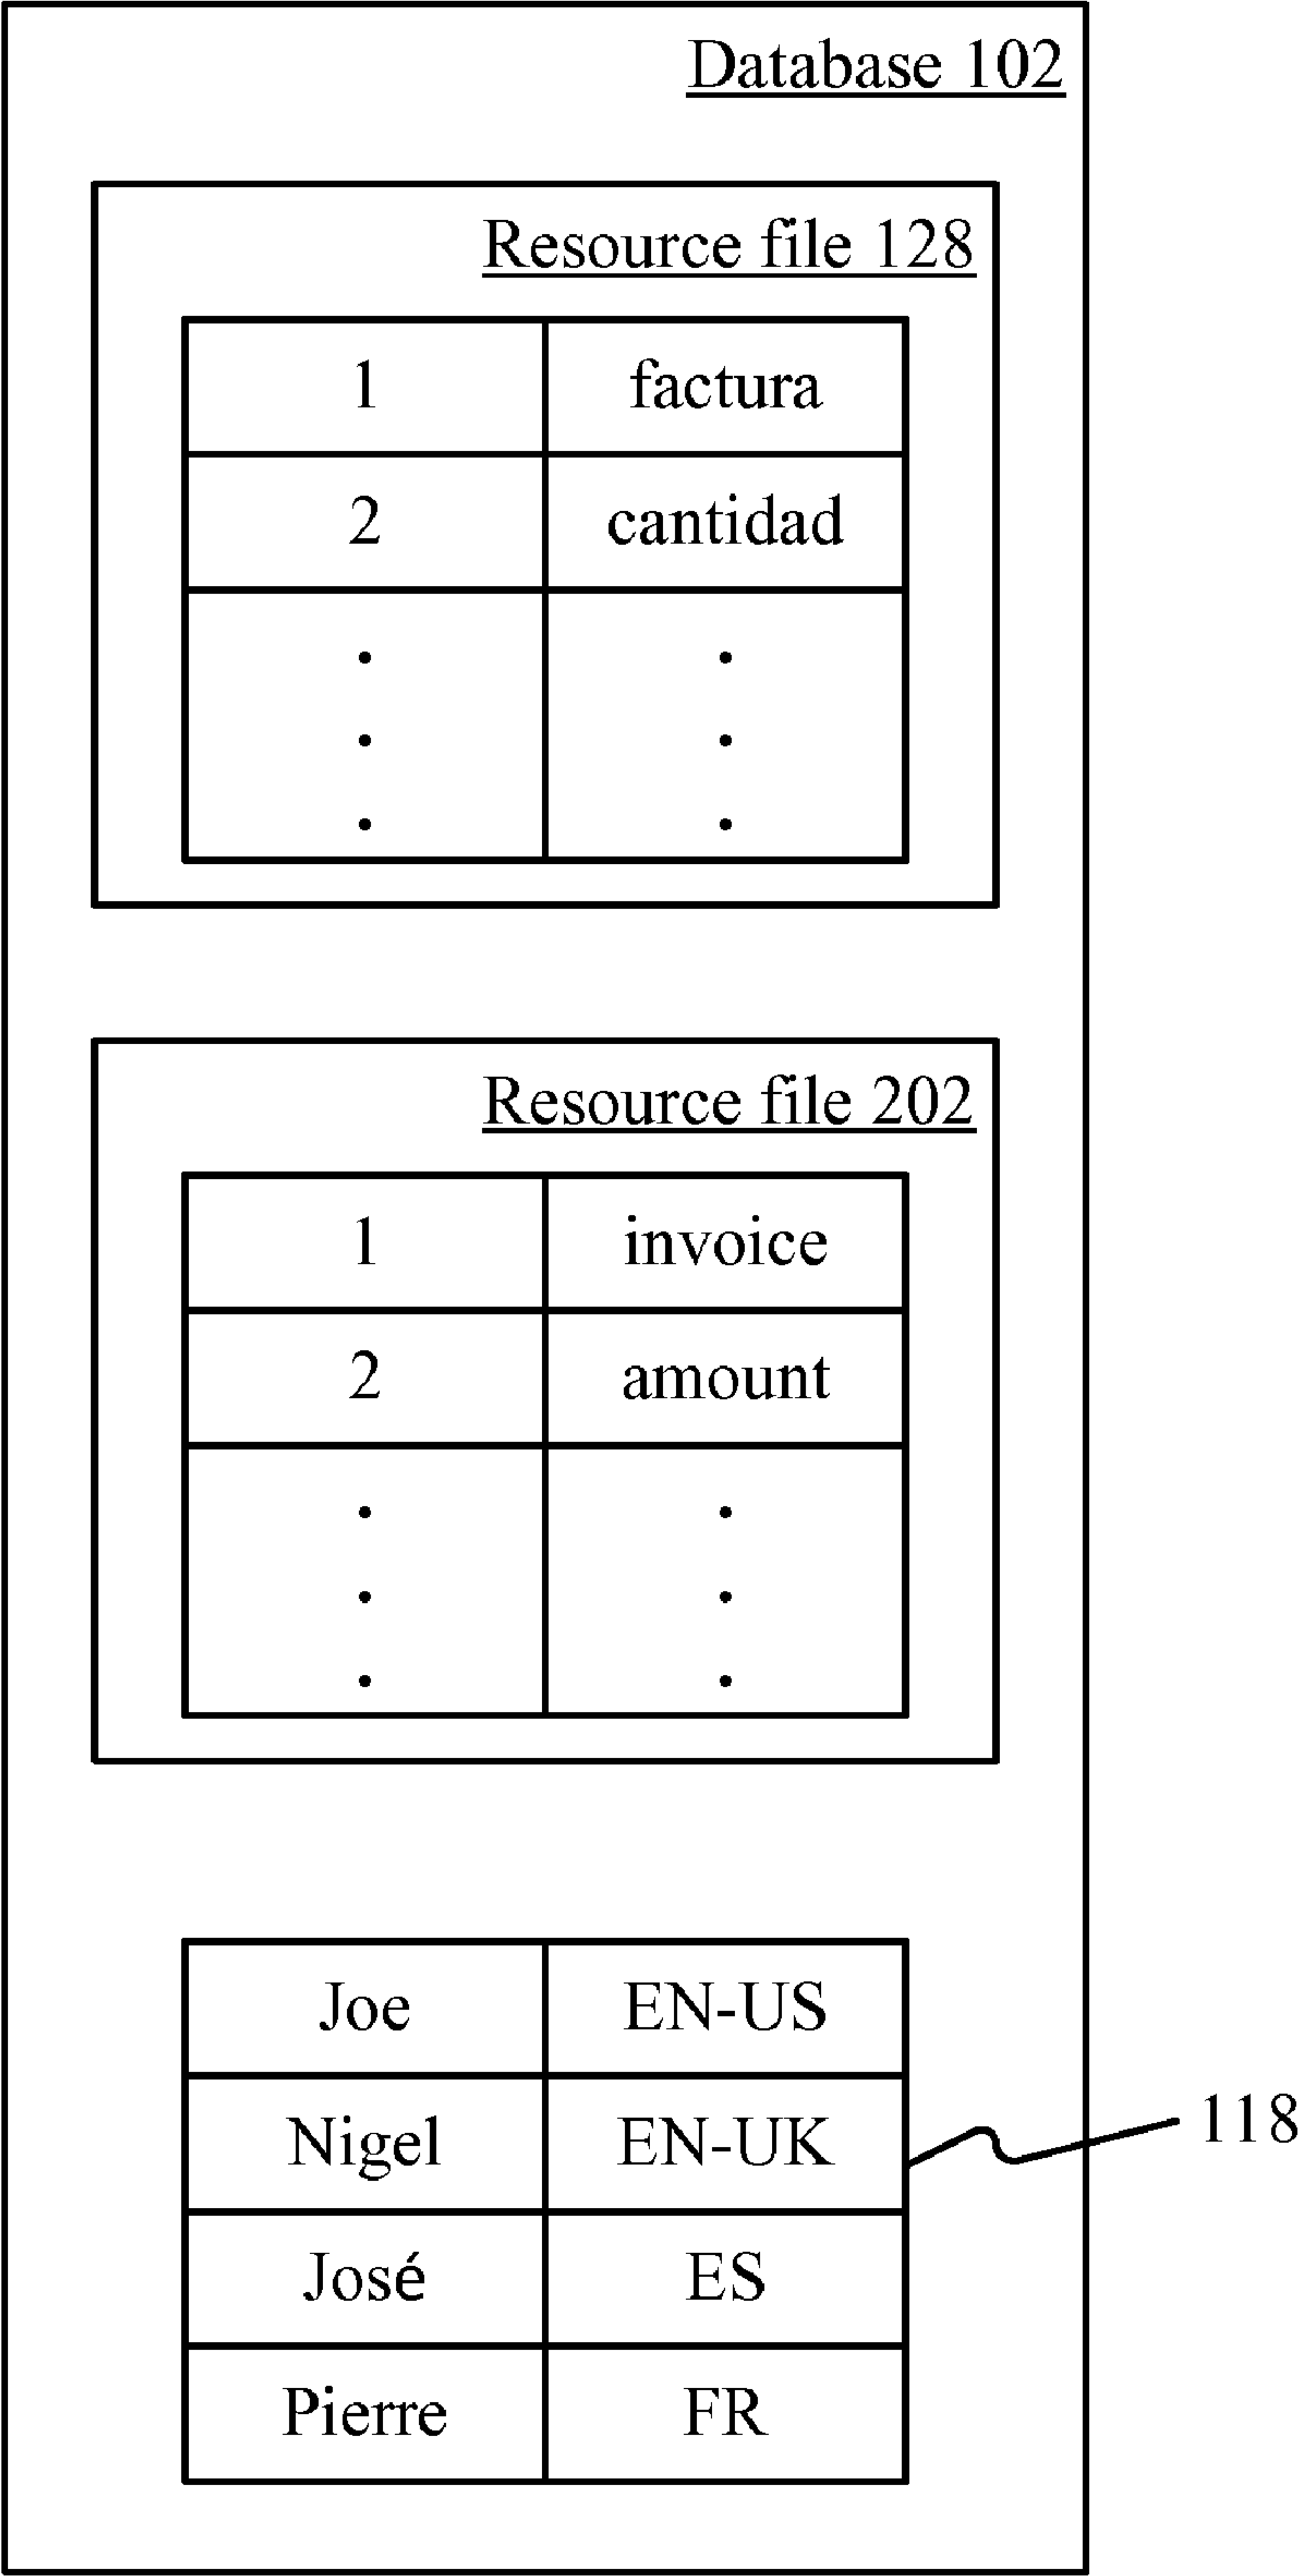 Database 102
Resource file 128
1 factura
2 cantidad
Resource file 202
1 invoice
2 amount
Joe EN-US
Nigel EN-UK
118
José ES
Pierre FR